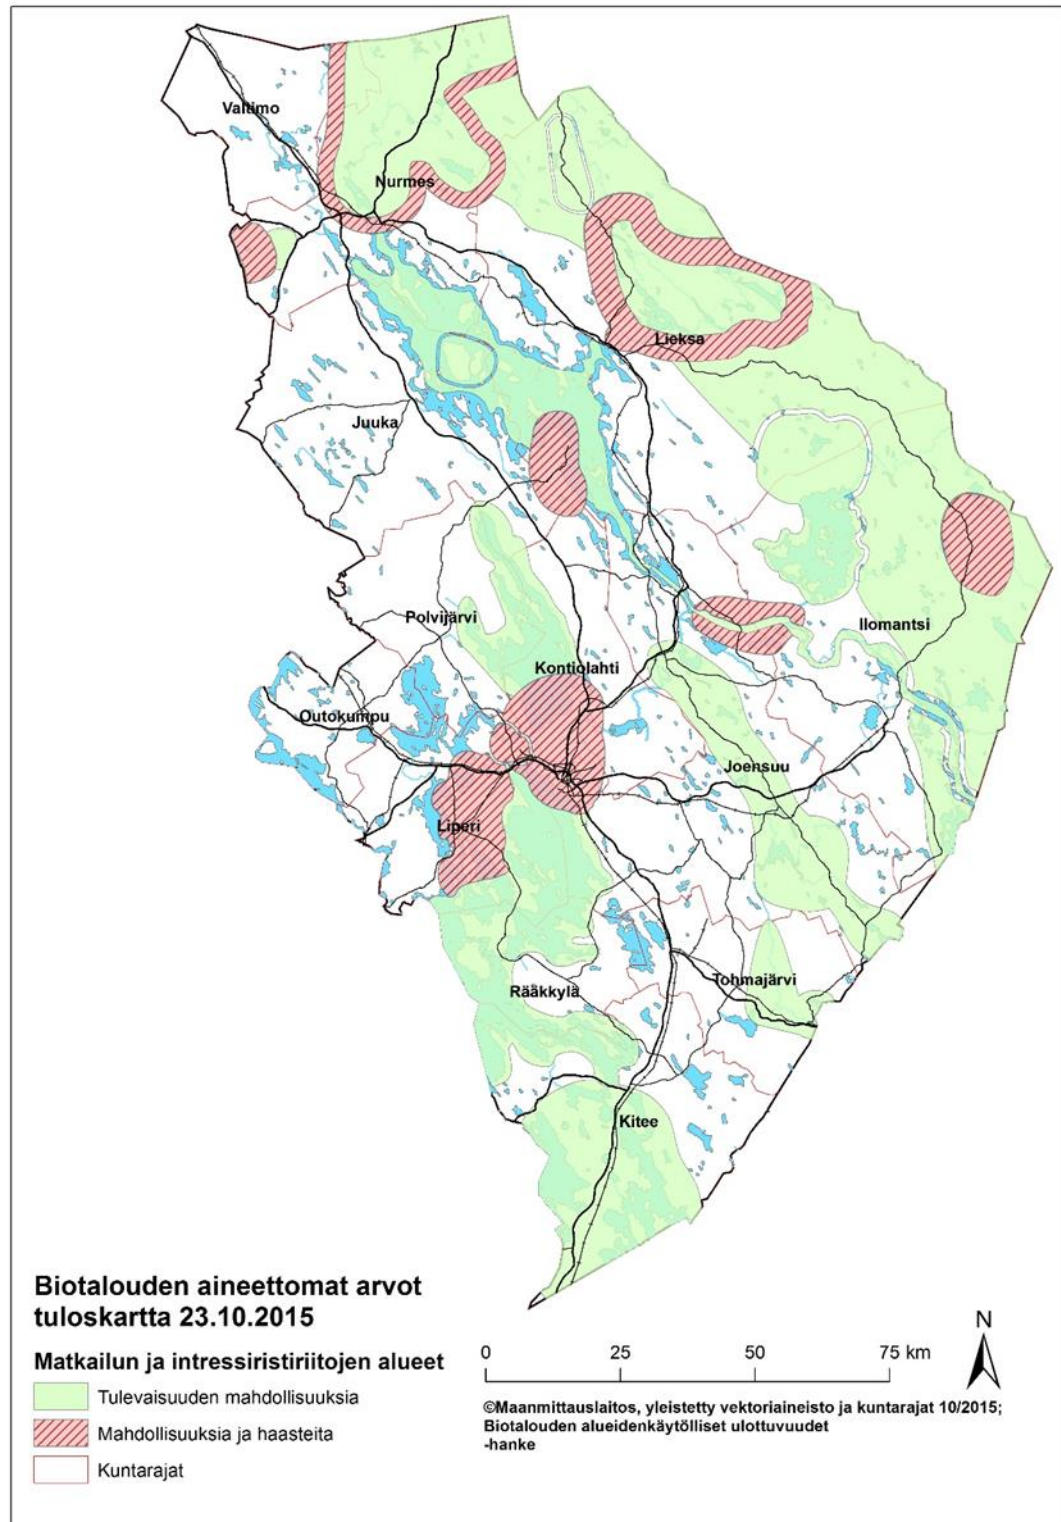 Valtimo
Nurmes
Lieksa
Juuka
Polvijärvi
Ilomantsi
Kontiolahti
Outokumpu
Joensuu
Liperi
Tohmajärvi
Rääkkylä
Kitee
Biotalouden aineettomat arvot
tuloskartta 23.10.2015
Matkailun ja intressiristiriitojen alueet
Tulevaisuuden mahdollisuuksia
Mahdollisuuksia ja haasteita
Kuntarajat
0 25 50 75 km
N
©Maanmittauslaitos, yleistetty vektoriaineisto ja kuntarajat 10/2015;
Biotalouden alueidenkäytölliset ulottuvuudet
-hanke